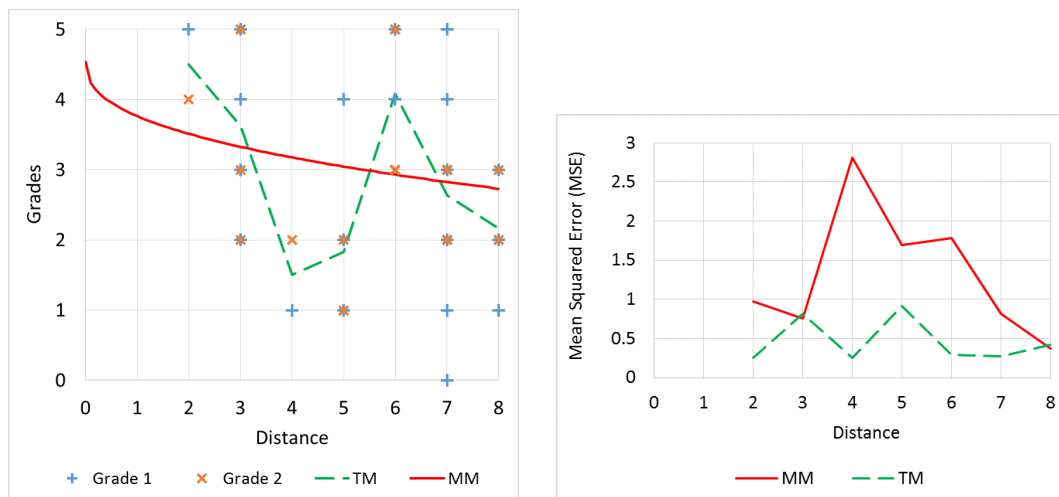 5
4
3
2
1
0
Grades
0 1 2 3 4 5 6 7 8
Distance
Grade 1 Grade 2 TM MM
3
2.5
2
1.5
1
0.5
0
Mean Squared Error (MSE)
0 1 2 3 4 5 6 7 8
Distance
MM TM